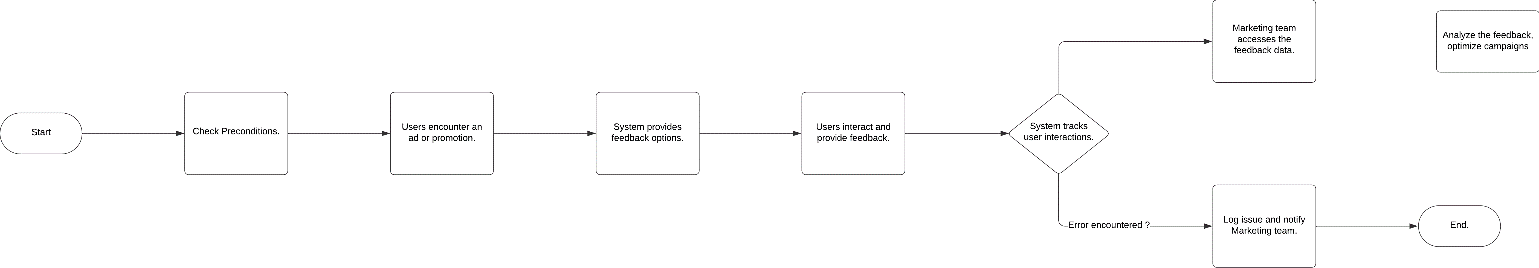 Start
Check Preconditions.
Users encounter an
ad or promotion.
System provides
feedback options.
Users interact and
provide feedback.
System tracks
user interactions.
Marketing team
accesses the
feedback data.
Analyze the feedback,
optimize campaigns
Error encountered ?
Log issue and notify
Marketing team.
End.